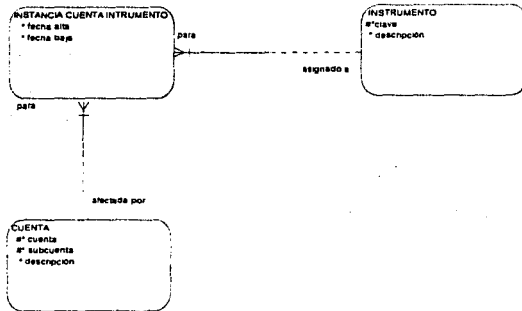 INSTANCIA CUENTA INTRUMENTO
* fecha alta
* fecha baja
para
INSTRUMENTO
#*clave
* descripción
asignado a
para
afectada por
CUENTA
#* cuenta
#* subcuenta
* descripción